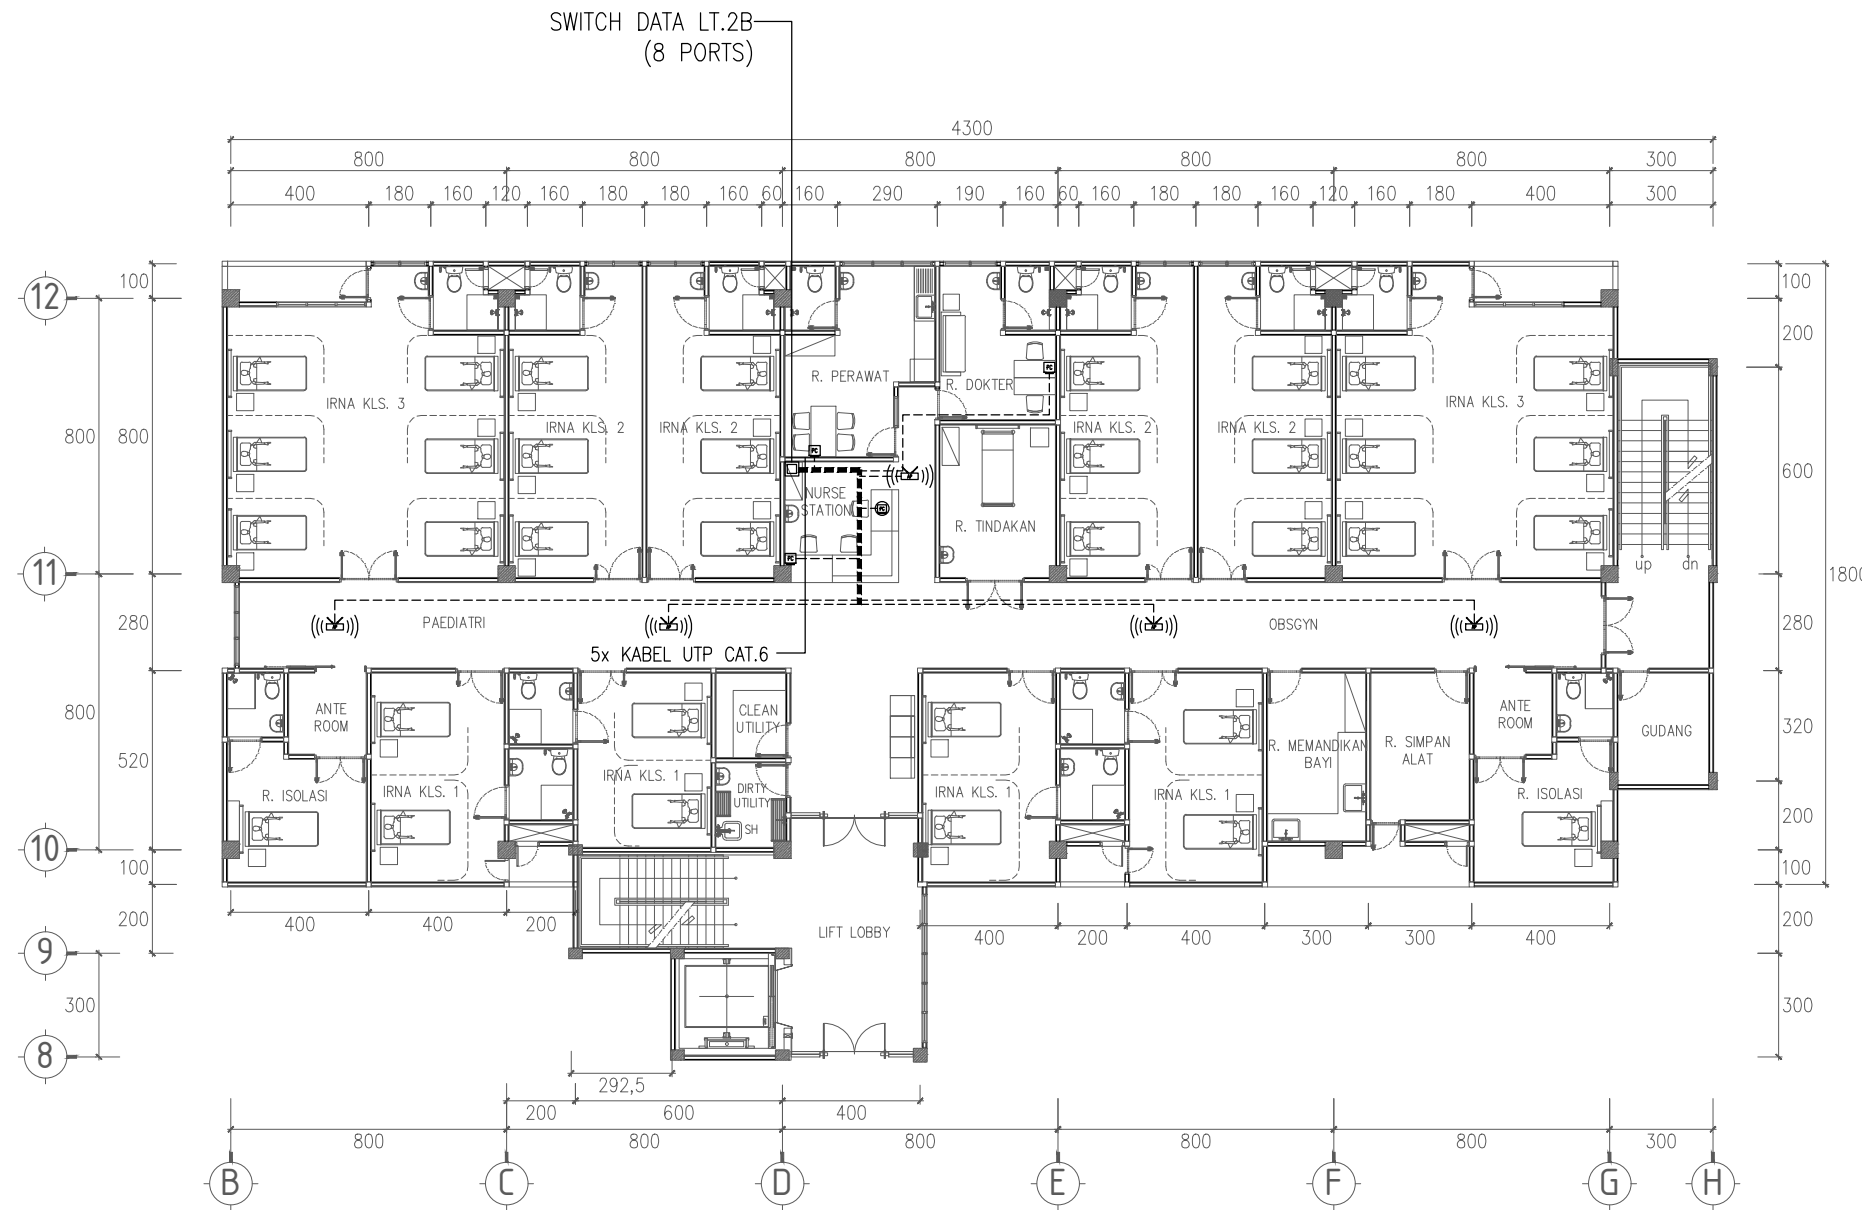 SWITCH DATA LT.2B
(8 PORTS)
4300
800 800 800 800 800 300
400 180 160 120 160 180 180 160 60 160 290 190 160 60 160 180 180 160 120 160 180 400 300
12
100
100
200
R. PERAWAT
R. DOKTER
IRNA KLS. 3
IRNA KLS. 3
IRNA KLS. 2
IRNA KLS. 2
IRNA KLS. 2
IRNA KLS. 2
800
800
600
PC
PC
NURSE
STATION
PC
R. TINDAKAN
PC
up
dn
11
1800
280
PAEDIATRI
OBSGYN
280
5x KABEL UTP CAT.6
ANTE
ROOM
CLEAN
UTILITY
ANTE
ROOM
800
320
GUDANG
R. MEMANDIKAN
BAYI
R. SIMPAN
ALAT
520
IRNA KLS. 1
R. ISOLASI
IRNA KLS. 1
DIRTY
UTILITY
IRNA KLS. 1
IRNA KLS. 1
R. ISOLASI
200
SH
10
100
100
200
200
400 400 200
LIFT LOBBY
400 200 400 300 300 400
9
300
300
8
292,5
200 600 400
800 800 800 800 800 300
B C D E F G H